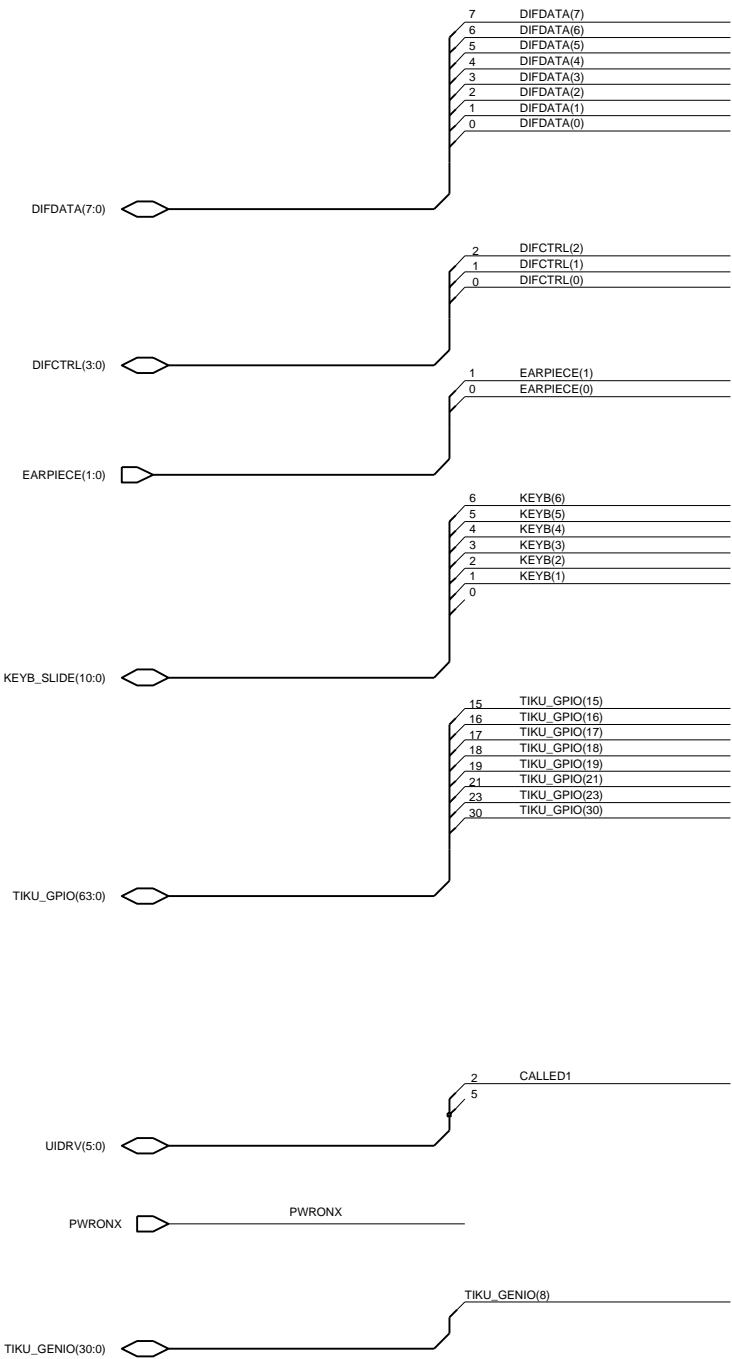 7 DIFDATA(7)
6 DIFDATA(6)
5 DIFDATA(5)
4 DIFDATA(4)
3 DIFDATA(3)
2 DIFDATA(2)
1 DIFDATA(1)
0 DIFDATA(0)
DIFDATA(7:0)
2 DIFCTRL(2)
1 DIFCTRL(1)
0 DIFCTRL(0)
DIFCTRL(3:0)
1 EARPIECE(1)
0 EARPIECE(0)
EARPIECE(1:0)
6 KEYB(6)
5 KEYB(5)
4 KEYB(4)
3 KEYB(3)
2 KEYB(2)
1 KEYB(1)
0
KEYB_SLIDE(10:0)
15 TIKU_GPIO(15)
16 TIKU_GPIO(16)
17 TIKU_GPIO(17)
18 TIKU_GPIO(18)
19 TIKU_GPIO(19)
21 TIKU_GPIO(21)
23 TIKU_GPIO(23)
30 TIKU_GPIO(30)
TIKU_GPIO(63:0)
2 CALLED1
5
UIDRV(5:0)
PWRONX PWRONX
TIKU_GENIO(8)
TIKU_GENIO(30:0)